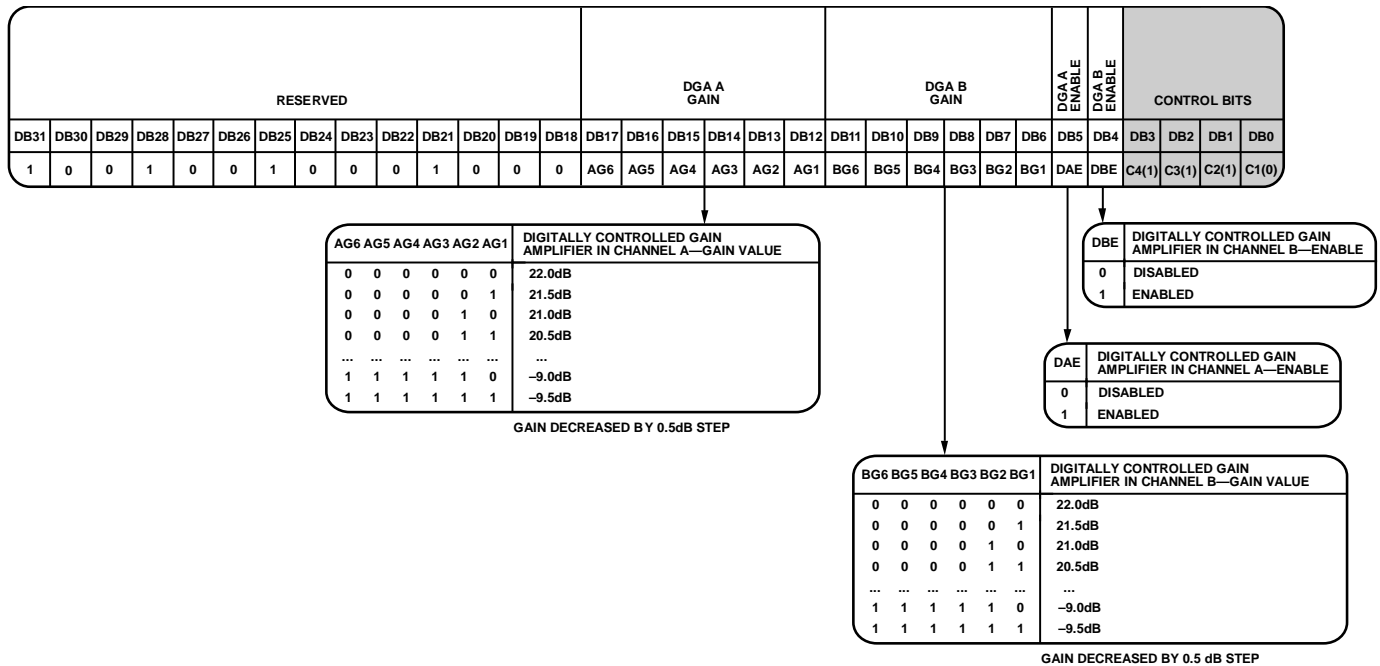 RESERVED
DGA A
GAIN
DGA B
GAIN
DGA A
ENABLE
DGA B
ENABLE
CONTROL BITS
DB31 DB30 DB29 DB28 DB27 DB26 DB25 DB24 DB23 DB22 DB21 DB20 DB19 DB18 DB17 DB16 DB15 DB14 DB13 DB12 DB11 DB10 DB9 DB8 DB7 DB6 DB5 DB4 DB3 DB2 DB1 DB0
1 0 0 1 0 0 1 0 0 0 1 0 0 0 AG6 AG5 AG4 AG3 AG2 AG1 BG6 BG5 BG4 BG3 BG2 BG1 DAE DBE C4(1) C3(1) C2(1) C1(0)
AG6 AG5 AG4 AG3 AG2 AG1 DIGITALLY CONTROLLED GAIN
AMPLIFIER IN CHANNEL A—GAIN VALUE
0 0 0 0 0 0 22.0dB
0 0 0 0 0 1 21.5dB
0 0 0 0 1 0 21.0dB
0 0 0 0 1 1 20.5dB
... ... ... ... ... ... ...
1 1 1 1 1 0 –9.0dB
1 1 1 1 1 1 –9.5dB
GAIN DECREASED BY 0.5dB STEP
DBE DIGITALLY CONTROLLED GAIN
AMPLIFIER IN CHANNEL B—ENABLE
0 DISABLED
1 ENABLED
DAE DIGITALLY CONTROLLED GAIN
AMPLIFIER IN CHANNEL A—ENABLE
0 DISABLED
1 ENABLED
BG6 BG5 BG4 BG3 BG2 BG1 DIGITALLY CONTROLLED GAIN
AMPLIFIER IN CHANNEL B—GAIN VALUE
0 0 0 0 0 0 22.0dB
0 0 0 0 0 1 21.5dB
0 0 0 0 1 0 21.0dB
0 0 0 0 1 1 20.5dB
... ... ... ... ... ... ...
1 1 1 1 1 0 –9.0dB
1 1 1 1 1 1 –9.5dB
GAIN DECREASED BY 0.5 dB STEP